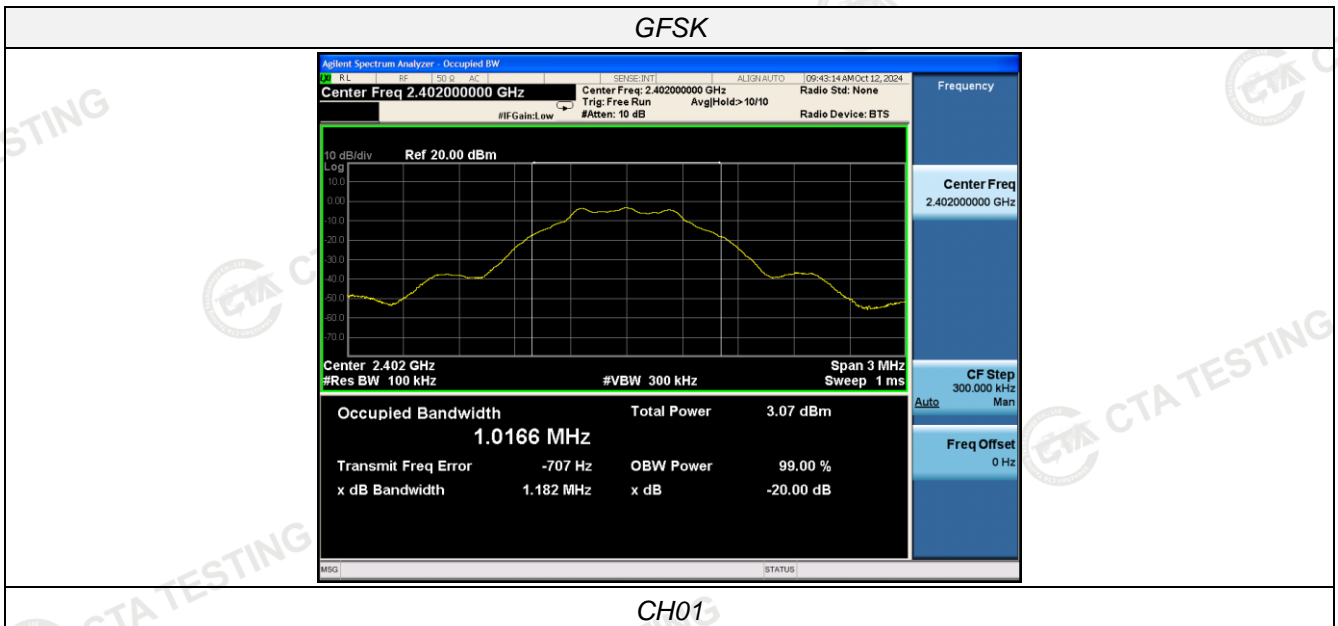 GFSK
Agilent Spectrum Analyzer - Occupied BW
LXI RL RF 50 Ω AC SENSE:INT ALIGN AUTO 09:43:14 AM Oct 12, 2024
Center Freq 2.402000000 GHz
#IFGain:Low
Center Freq: 2.402000000 GHz
Trig: Free Run Avg|Hold:> 10/10
#Atten: 10 dB
Radio Std: None
Radio Device: BTS
10 dB/div Ref 20.00 dBm
Log
10.0
0.00
-10.0
-20.0
-30.0
-40.0
-50.0
-60.0
-70.0
Center 2.402 GHz Span 3 MHz
#Res BW 100 kHz #VBW 300 kHz Sweep 1 ms
Occupied Bandwidth Total Power 3.07 dBm
1.0166 MHz
Transmit Freq Error -707 Hz OBW Power 99.00 %
x dB Bandwidth 1.182 MHz x dB -20.00 dB
MSG STATUS
Frequency
Center Freq
2.402000000 GHz
CF Step
300.000 kHz
Auto Man
Freq Offset
0 Hz
CH01
STING
CTA
CTA TESTING
CTA TESTING